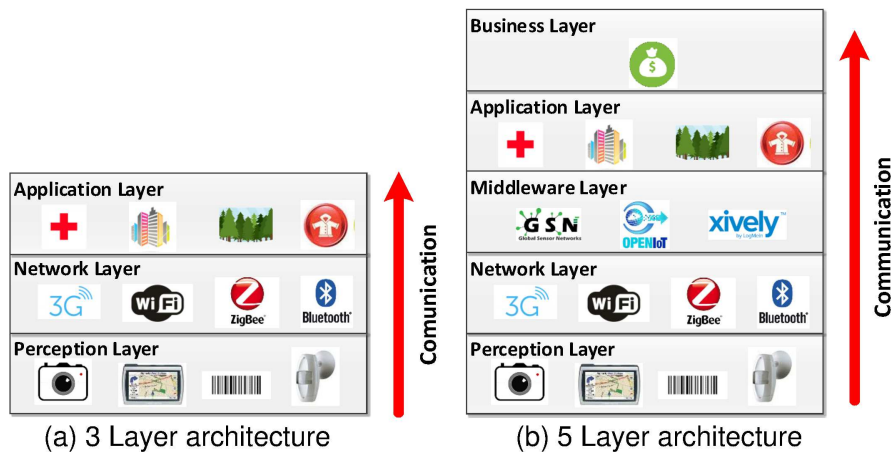 Application Layer
Network Layer
3G
WiFi
ZigBee®
Bluetooth®
Perception Layer
Comunication
(a) 3 Layer architecture
Business Layer
$
Application Layer
Middleware Layer
GSN
Global Sensor Networks
OPENIoT
xively™
by LogMeIn
Network Layer
3G
WiFi
ZigBee®
Bluetooth®
Perception Layer
Communication
(b) 5 Layer architecture